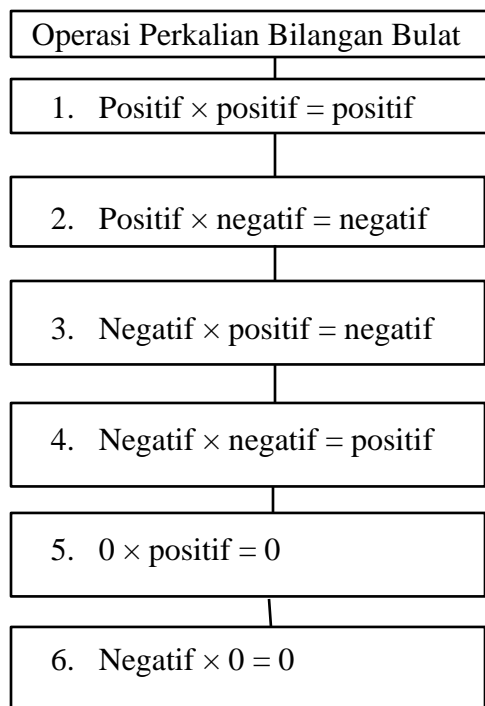 Operasi Perkalian Bilangan Bulat
1. Positif × positif = positif
2. Positif × negatif = negatif
3. Negatif × positif = negatif
4. Negatif × negatif = positif
5. 0 × positif = 0
6. Negatif × 0 = 0